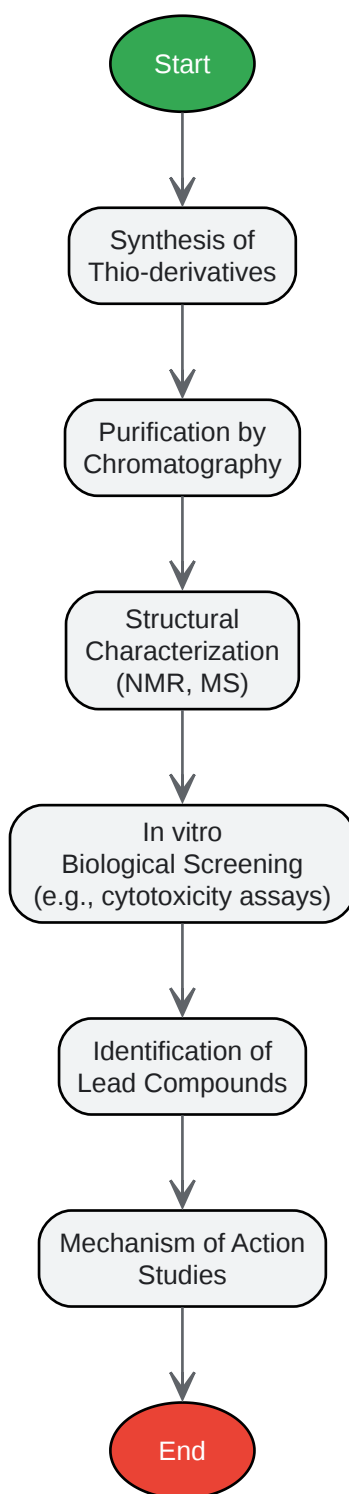 Start
Synthesis of
Thio-derivatives
Purification by
Chromatography
Structural
Characterization
(NMR, MS)
In vitro
Biological Screening
(e.g., cytotoxicity assays)
Identification of
Lead Compounds
Mechanism of Action
Studies
End